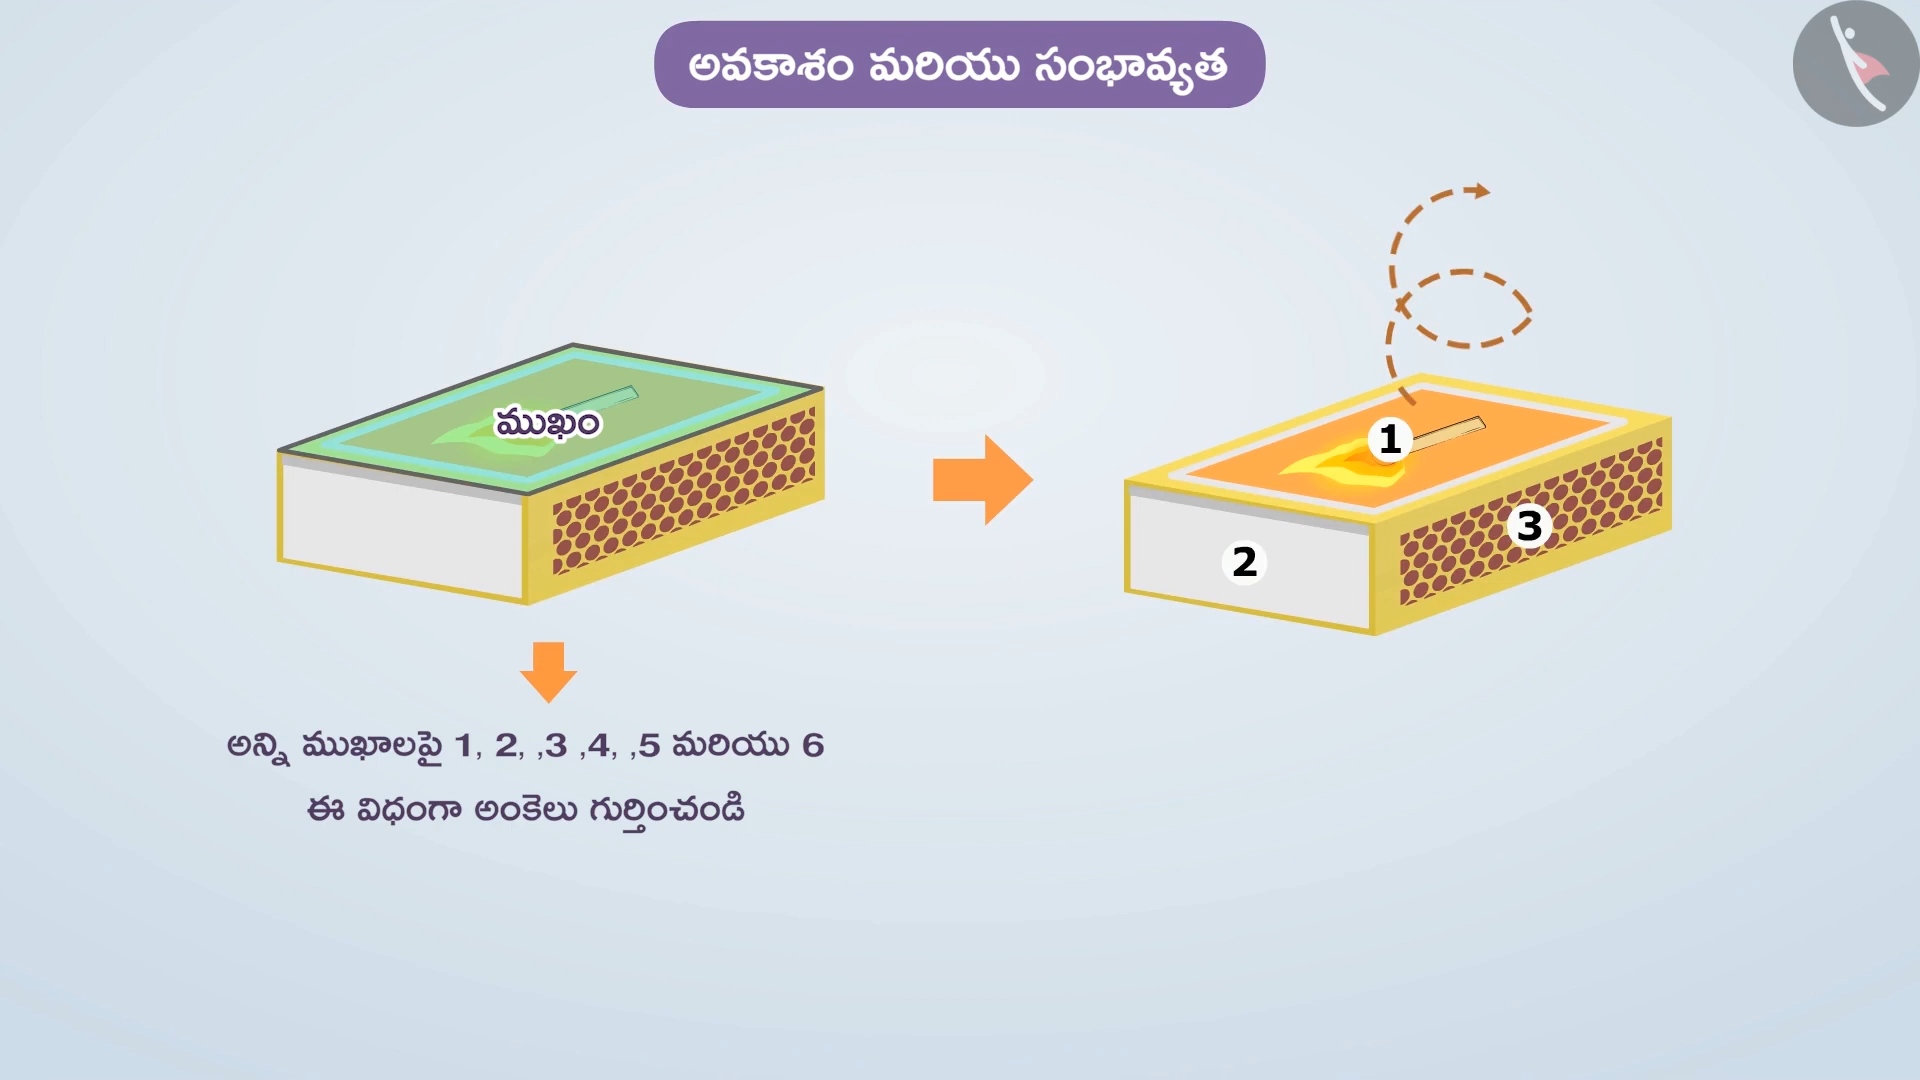 అవకాశం మరియు సంభావ్యత
ముఖం
1
2
3
అన్ని ముఖాలపై 1, 2, ,3 ,4, ,5 మరియు 6
ఈ విధంగా అంకెలు గుర్తించండి